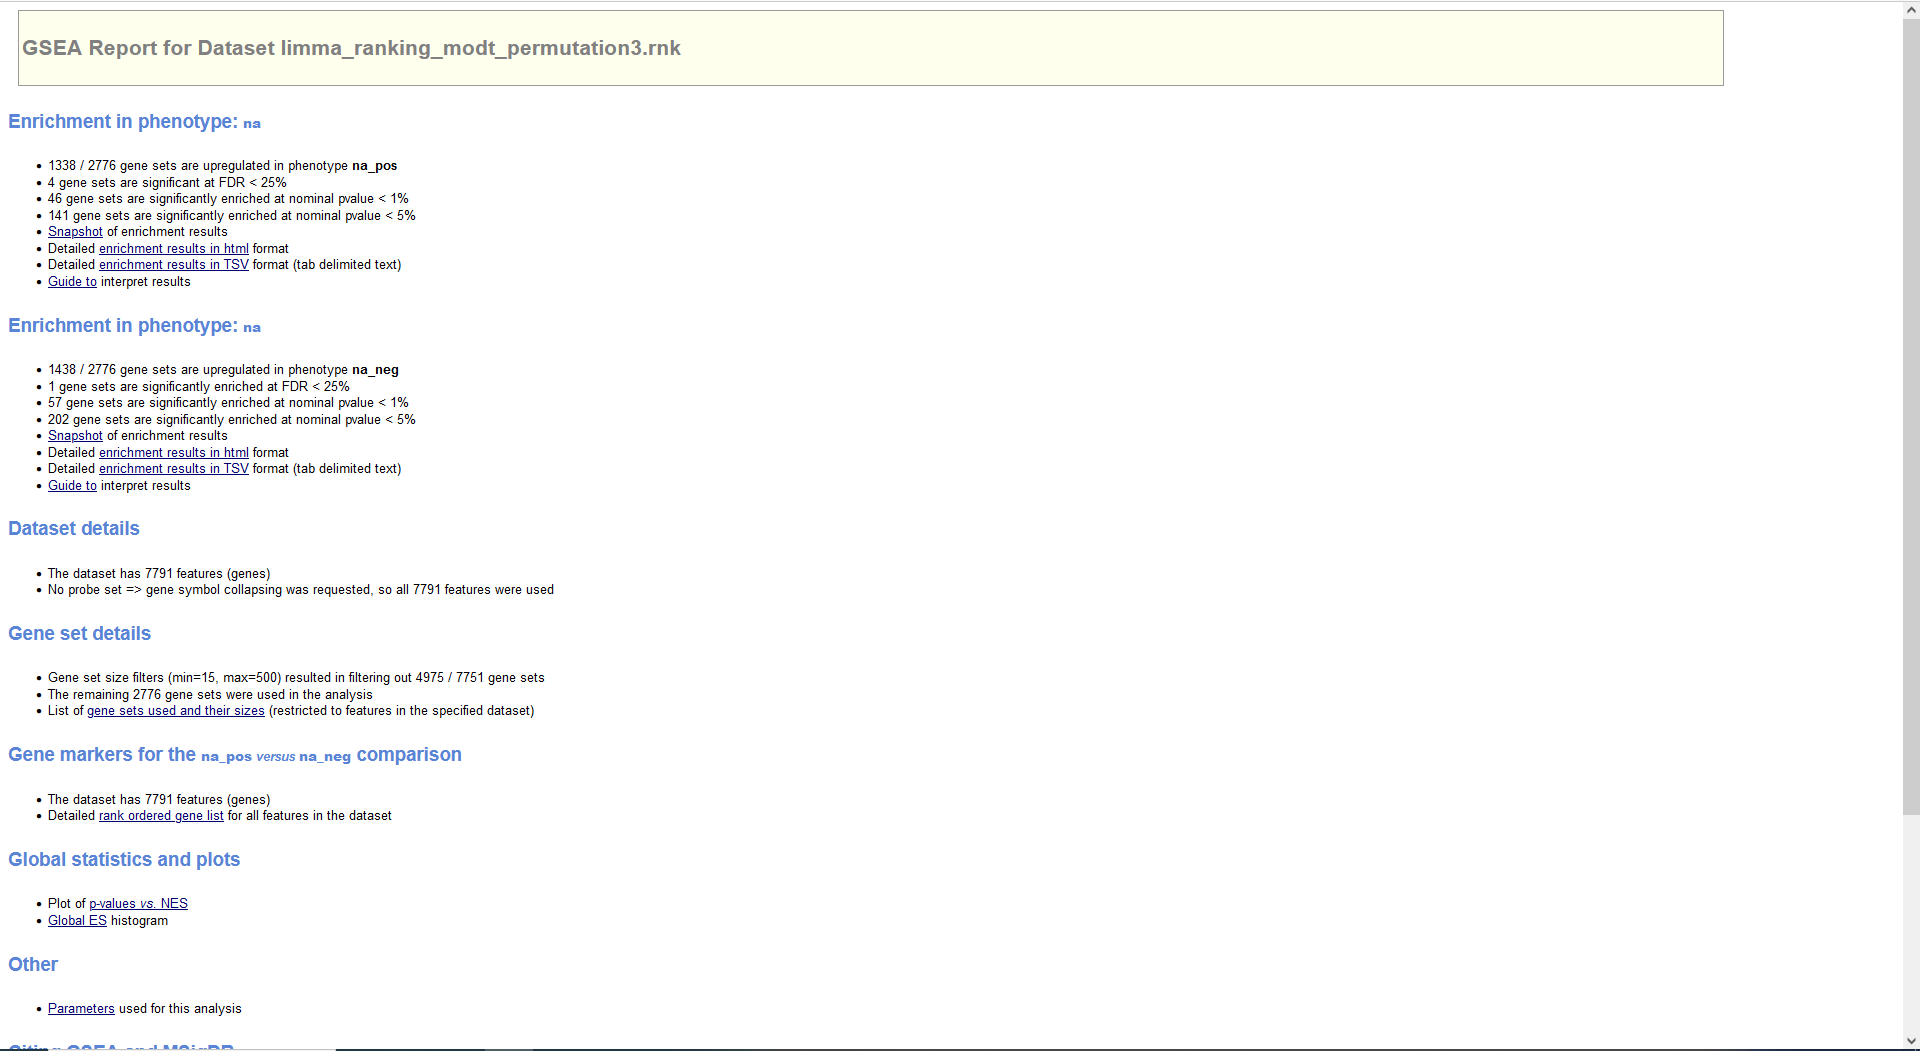 GSEA Report for Dataset limma_ranking_modt_permutation3.rnk
Enrichment in phenotype: na
• 1338 / 2776 gene sets are upregulated in phenotype na_pos
• 4 gene sets are significant at FDR < 25%
• 46 gene sets are significantly enriched at nominal pvalue < 1%
• 141 gene sets are significantly enriched at nominal pvalue < 5%
• Snapshot of enrichment results
• Detailed enrichment results in html format
• Detailed enrichment results in TSV format (tab delimited text)
• Guide to interpret results
Enrichment in phenotype: na
• 1438 / 2776 gene sets are upregulated in phenotype na_neg
• 1 gene sets are significantly enriched at FDR < 25%
• 57 gene sets are significantly enriched at nominal pvalue < 1%
• 202 gene sets are significantly enriched at nominal pvalue < 5%
• Snapshot of enrichment results
• Detailed enrichment results in html format
• Detailed enrichment results in TSV format (tab delimited text)
• Guide to interpret results
Dataset details
• The dataset has 7791 features (genes)
• No probe set => gene symbol collapsing was requested, so all 7791 features were used
Gene set details
• Gene set size filters (min=15, max=500) resulted in filtering out 4975 / 7751 gene sets
• The remaining 2776 gene sets were used in the analysis
• List of gene sets used and their sizes (restricted to features in the specified dataset)
Gene markers for the na_pos versus na_neg comparison
• The dataset has 7791 features (genes)
• Detailed rank ordered gene list for all features in the dataset
Global statistics and plots
• Plot of p-values vs. NES
• Global ES histogram
Other
• Parameters used for this analysis
Citing GSEA and MSigDB